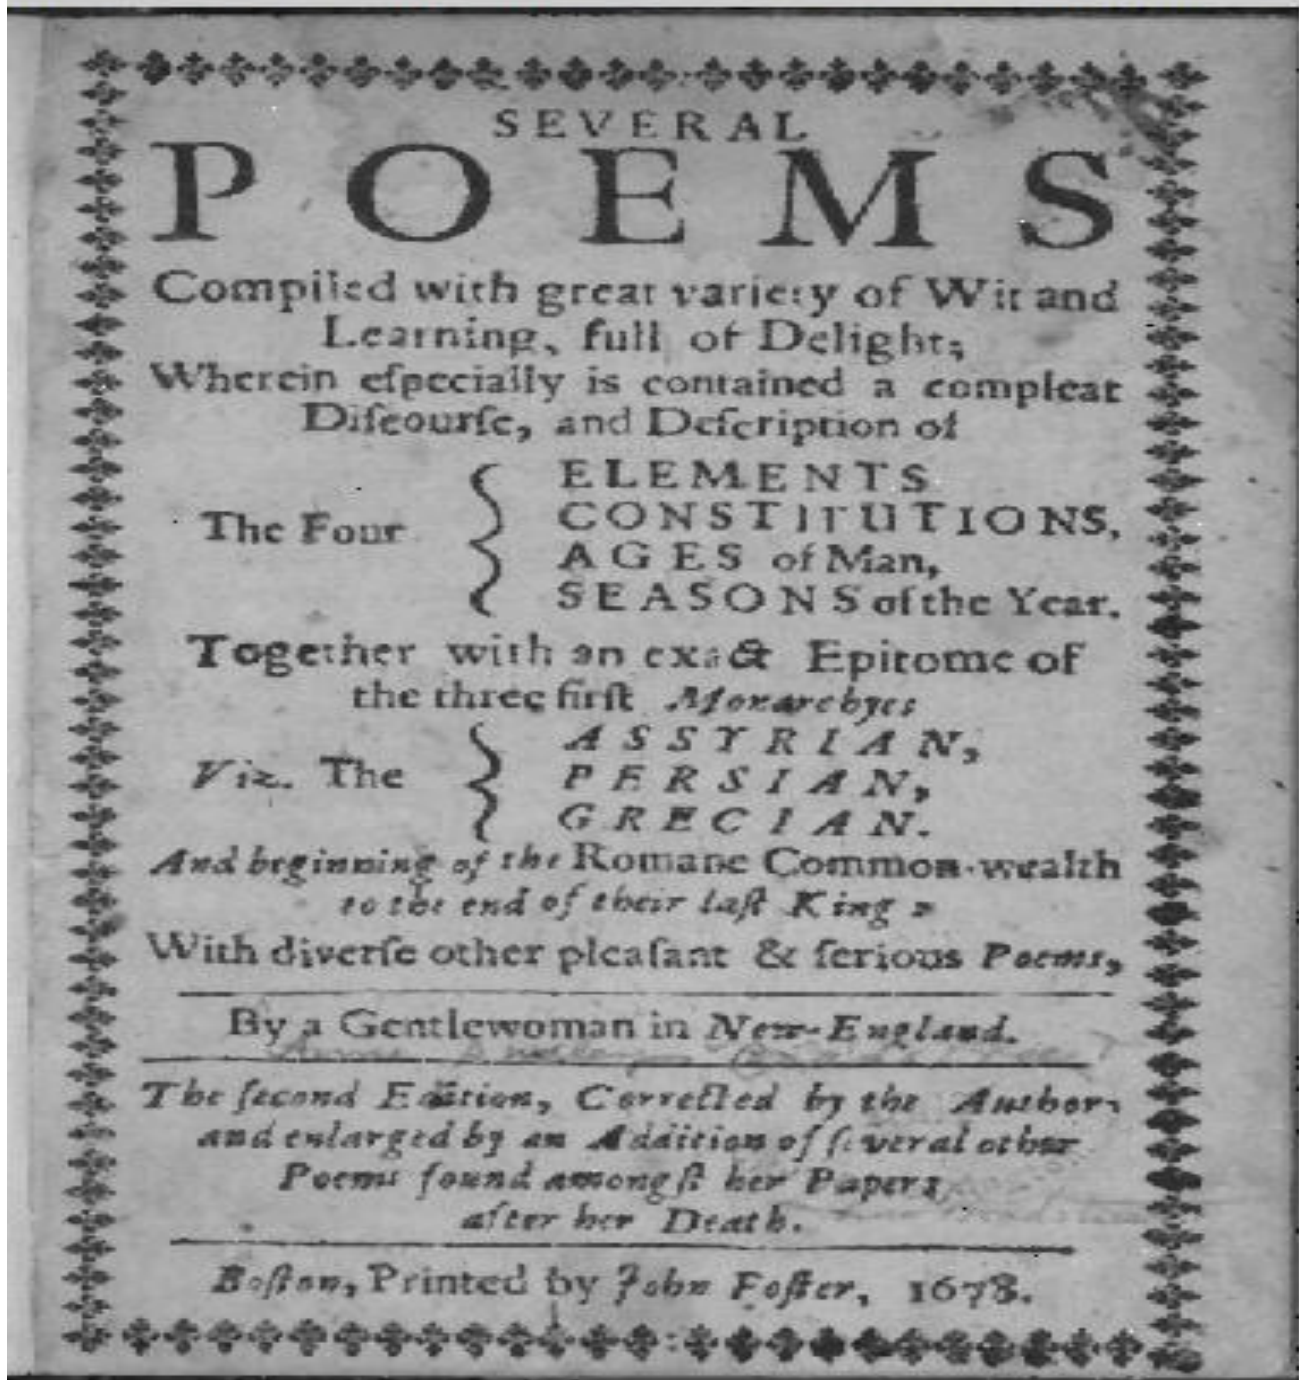 SEVERAL
POEMS
Compiled with great variety of Wit and
Learning, full of Delight;
Wherein eſpecially is contained a compleat
Diſcourſe, and Deſcription of
The Four
ELEMENTS
CONSTITUTIONS,
AGES of Man,
SEASONS of the Year.
Together with an exact Epitome of
the three firſt Monarchyes
Viz. The
ASSYRIAN,
PERSIAN,
GRECIAN.
And beginning of the Romane Common-wealth
to the end of their laſt King:
With diverſe other pleaſant & ſerious Poems,
By a Gentlewoman in New-England.
The ſecond Edition, Corrected by the Author,
and enlarged by an Addition of ſeveral other
Poems found amongſt her Papers
after her Death.
Boſton, Printed by John Foſter, 1678.